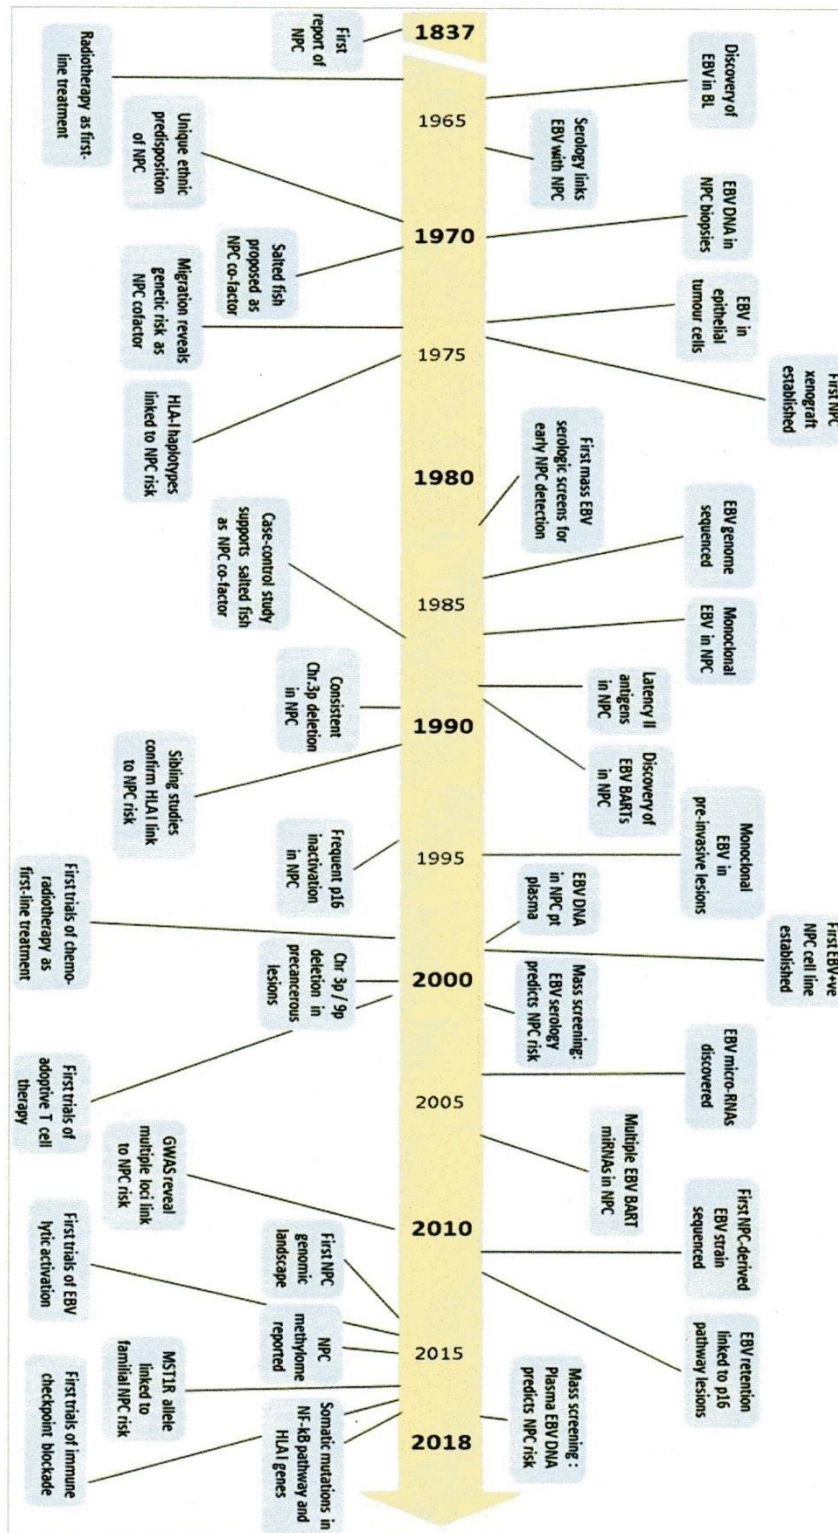 Discovery of
EBV in BL
Serology links
EBV with NPC
EBV DNA in
NPC biopsies
EBV in
epithelial
tumour cells
First NPC
xenograft
established
First mass EBV
serologic screens for
early NPC detection
EBV genome
sequenced
Monoclonal
EBV in NPC
Latency II
antigens
in NPC
Discovery of
EBV BARTs
in NPC
Monoclonal
EBV in
pre-invasive lesions
EBV DNA
in NPC pt
plasma
First EBV+ve
NPC cell line
established
Mass screening:
EBV serology
predicts NPC risk
EBV micro-RNAs
discovered
Multiple EBV BART
miRNAs in NPC
First NPC-derived
EBV strain
sequenced
EBV retention
linked to p16
pathway lesions
Mass screening :
Plasma EBV DNA
predicts NPC risk
1837
1965
1970
1975
1980
1985
1990
1995
2000
2005
2010
2015
2018
First
report of
NPC
Radiotherapy as first-
line treatment
Unique ethnic
predisposition
of NPC
Salted fish
proposed as
NPC co-factor
Migration reveals
genetic risk as
NPC cofactor
HLA-I haplotypes
linked to NPC risk
Case-control study
supports salted fish
as NPC co-factor
Consistent
Chr.3p deletion
in NPC
Sibling studies
confirm HLA I link
to NPC risk
Frequent p16
inactivation
in NPC
First trials of chemo-
radiotherapy as
first-line treatment
Chr 3p / 9p
deletion in
precancerous
lesions
First trials of
adoptive T cell
therapy
GWAS reveal
multiple loci link
to NPC risk
First NPC
genomic
landscape
First trials of EBV
lytic activation
NPC
methylome
reported
MST1R allele
linked to
familial NPC risk
Somatic mutations in
NF-kB pathway and
HLA I genes
First trials of immune
checkpoint blockade